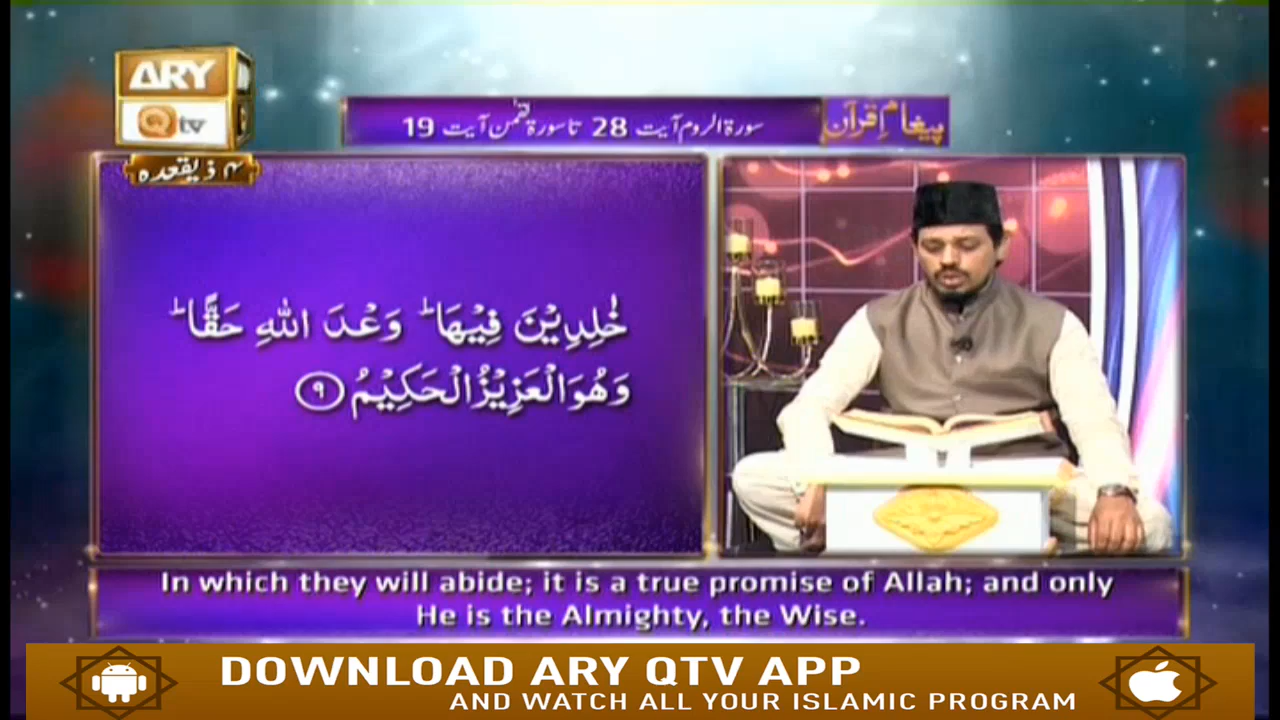 ARY
Qtv
پیغامِ قرآن
سورۃ الروم آیت 28 تا سورۃ لقمٰن آیت 19
۴ ذیقعدہ
خٰلِدِیْنَ فِیْهَا ؕ وَعْدَ اللّٰهِ حَقًّا ؕ
وَهُوَ الْعَزِیْزُ الْحَكِیْمُ ۹
In which they will abide; it is a true promise of Allah; and only
He is the Almighty, the Wise.
DOWNLOAD ARY QTV APP
AND WATCH ALL YOUR ISLAMIC PROGRAM